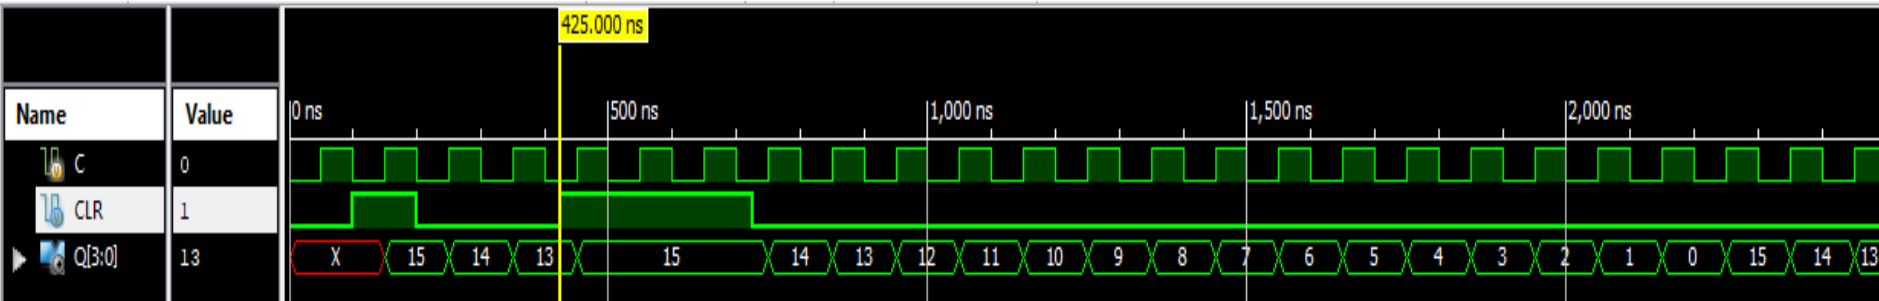 425.000 ns
Name Value 0 ns 500 ns 1,000 ns 1,500 ns 2,000 ns
C 0
CLR 1
Q[3:0] 13 X 15 14 13 15 14 13 12 11 10 9 8 7 6 5 4 3 2 1 0 15 14 13